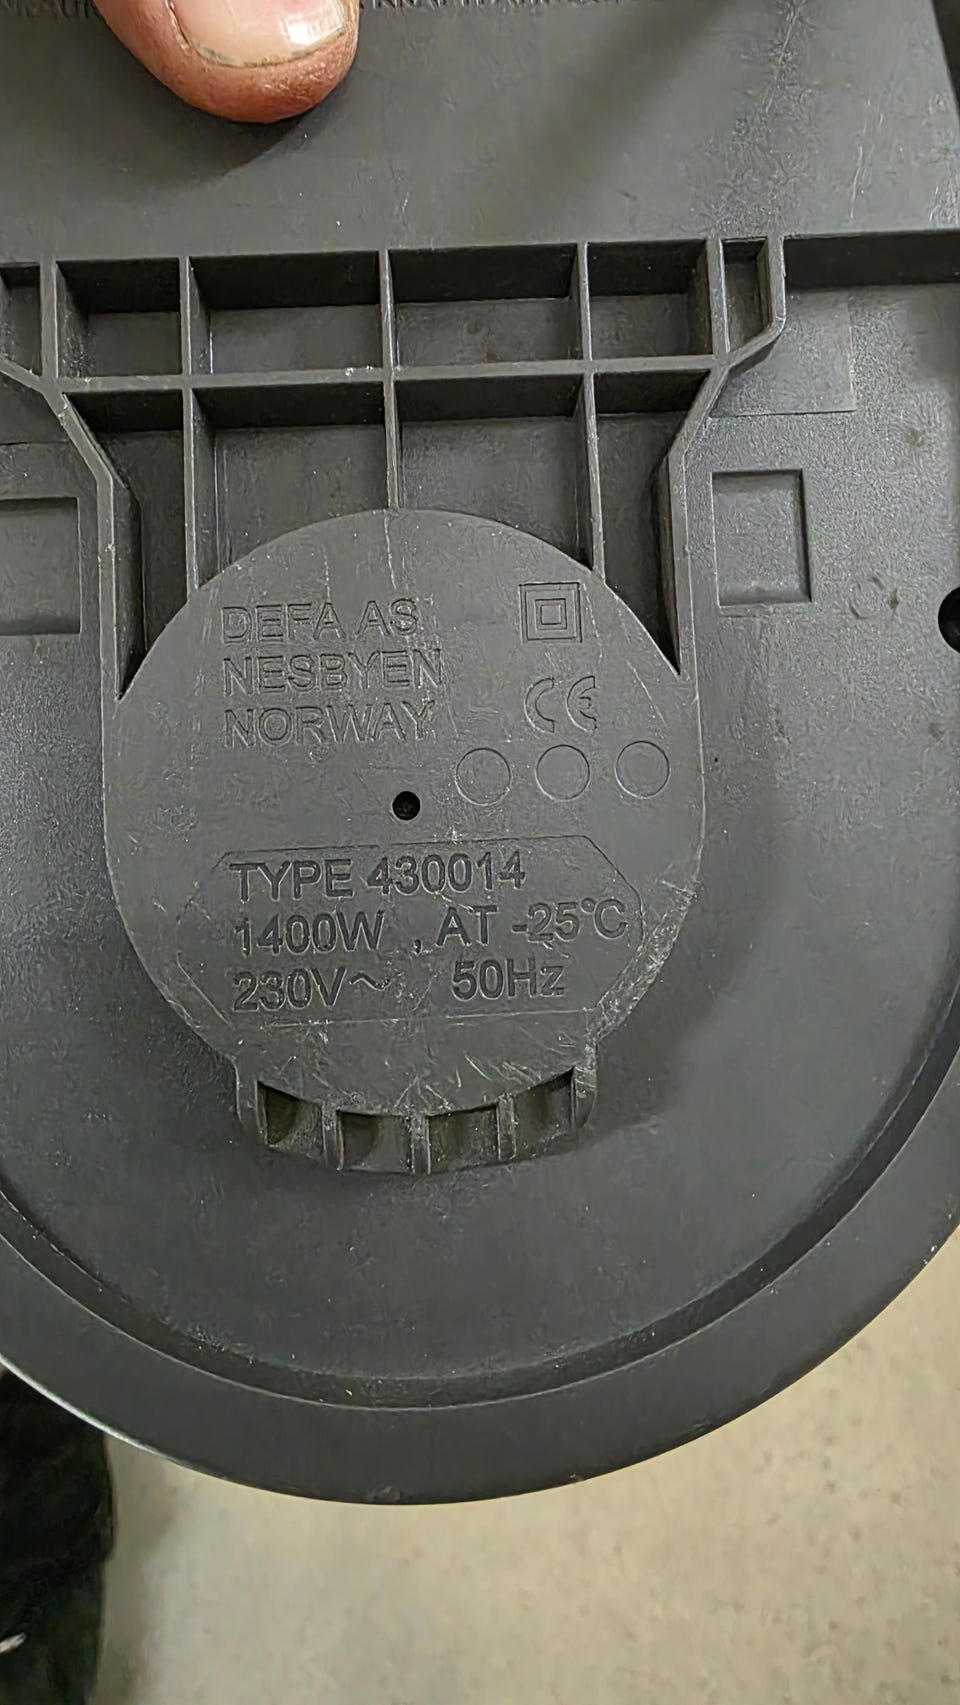 DEFA AS
NESBYEN
NORWAY
CE
TYPE 430014
1400W , AT -25°C
230V~ 50Hz